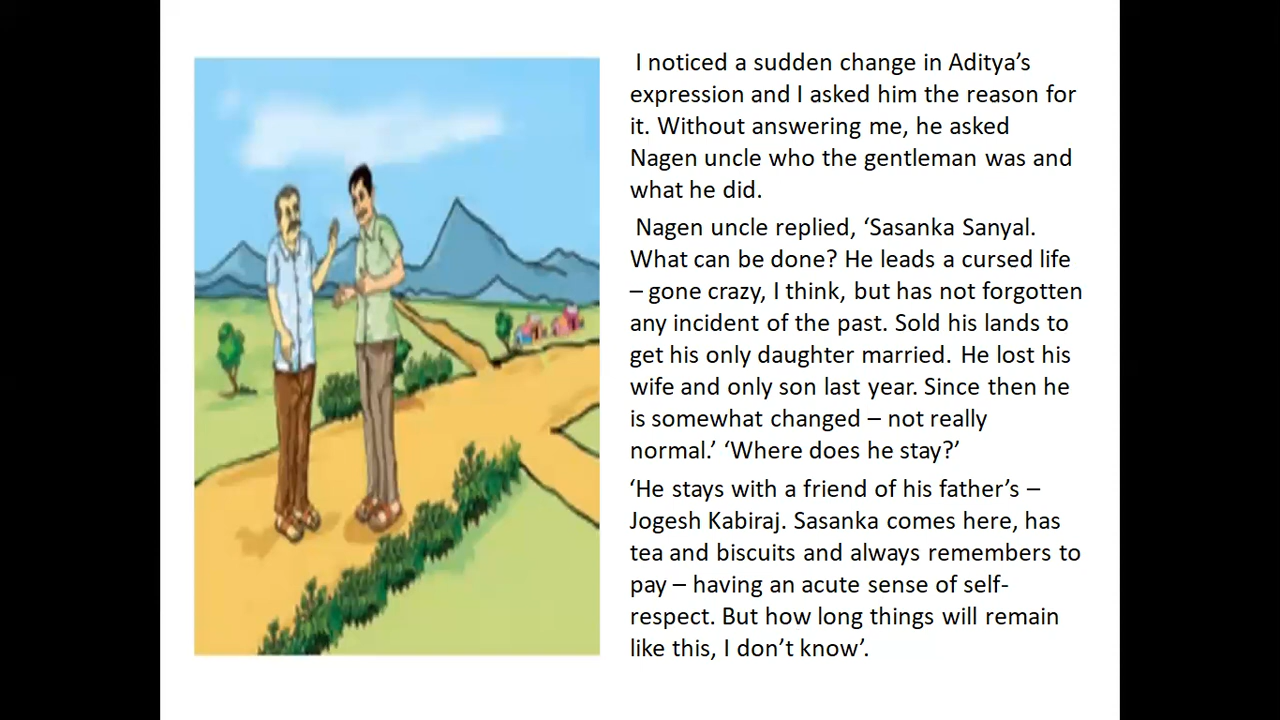 I noticed a sudden change in Aditya’s
expression and I asked him the reason for
it. Without answering me, he asked
Nagen uncle who the gentleman was and
what he did.
Nagen uncle replied, ‘Sasanka Sanyal.
What can be done? He leads a cursed life
– gone crazy, I think, but has not forgotten
any incident of the past. Sold his lands to
get his only daughter married. He lost his
wife and only son last year. Since then he
is somewhat changed – not really
normal.’ ‘Where does he stay?’
‘He stays with a friend of his father’s –
Jogesh Kabiraj. Sasanka comes here, has
tea and biscuits and always remembers to
pay – having an acute sense of self-
respect. But how long things will remain
like this, I don’t know’.